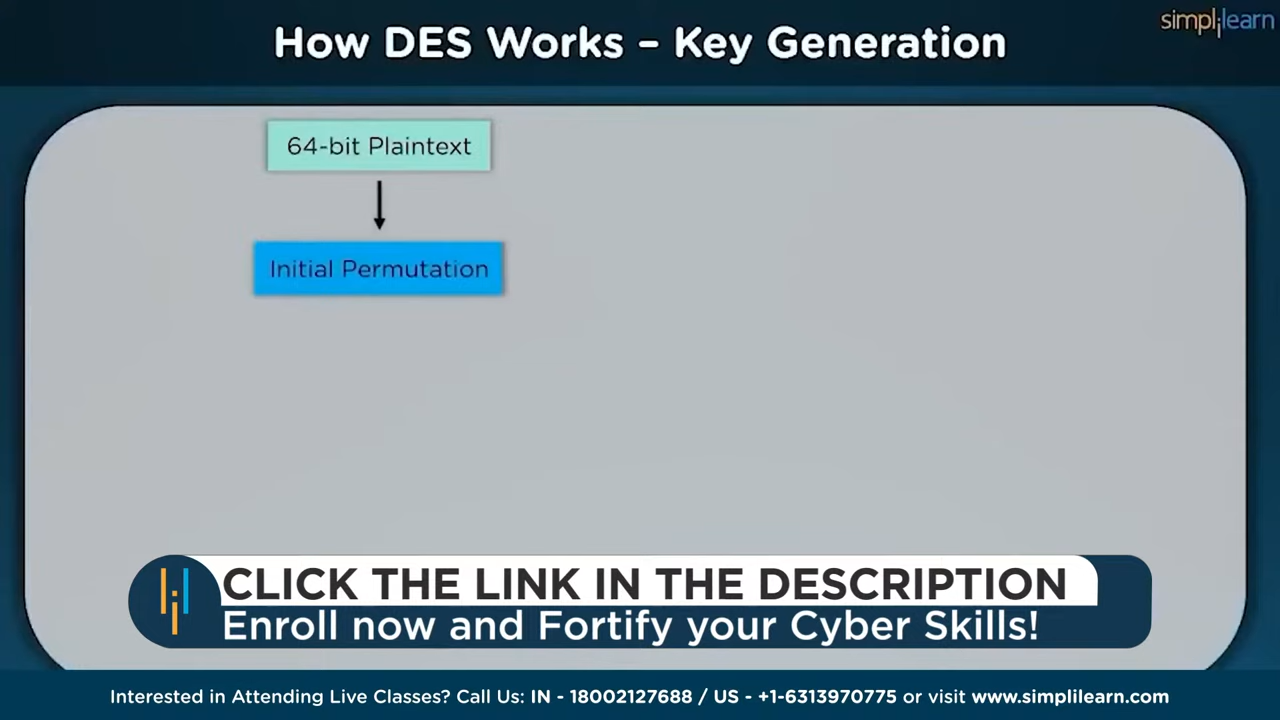 simplilearn
How DES Works – Key Generation
64-bit Plaintext
Initial Permutation
CLICK THE LINK IN THE DESCRIPTION
Enroll now and Fortify your Cyber Skills!
Interested in Attending Live Classes? Call Us: IN - 18002127688 / US - +1-6313970775 or visit www.simplilearn.com